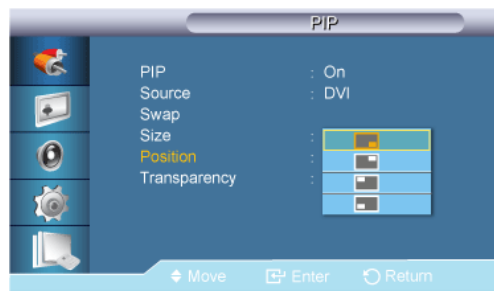 PIP
PIP : On
Source : DVI
Swap
Size :
Position :
Transparency :
Move Enter Return